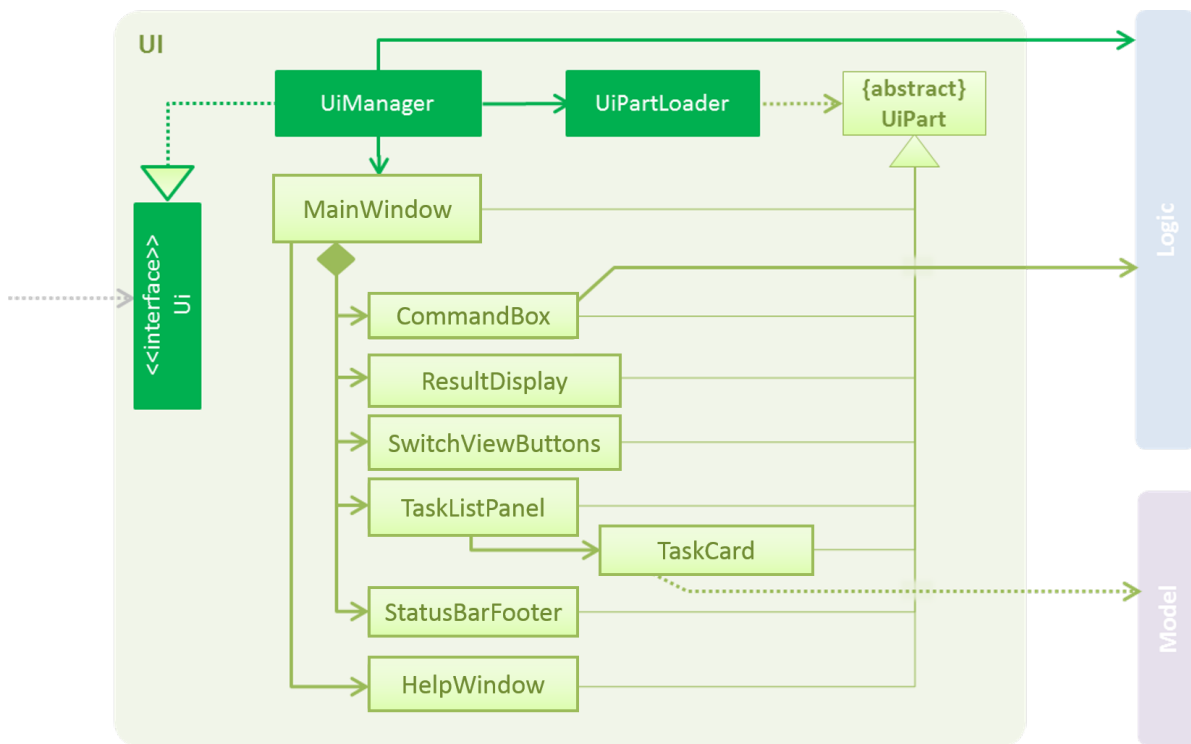 UI
UiManager
UiPartLoader
{abstract}
UiPart
MainWindow
<<interface>>
Ui
Logic
CommandBox
ResultDisplay
SwitchViewButtons
TaskListPanel
TaskCard
StatusBarFooter
Model
HelpWindow